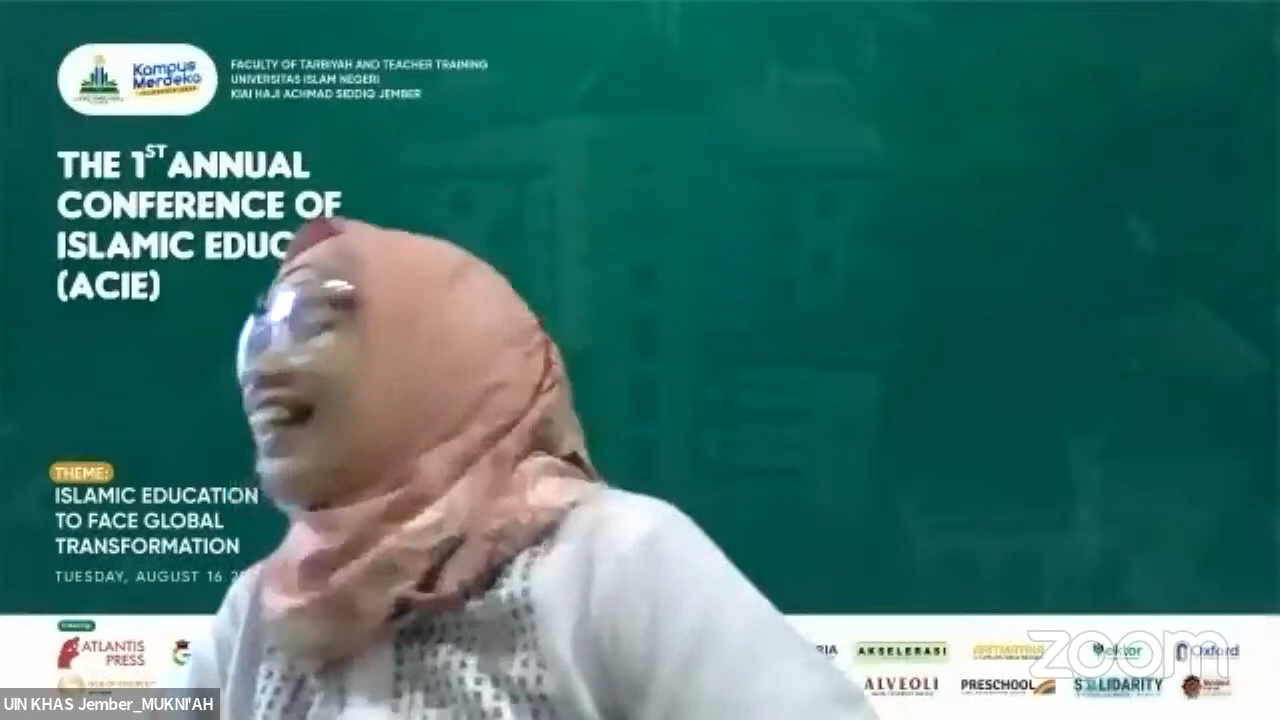 Kampus
Merdeka
FACULTY OF TARBIYAH AND TEACHER TRAINING
UNIVERSITAS ISLAM NEGERI
KIAI HAJI ACHMAD SIDDIQ JEMBER
THE 1ST ANNUAL
CONFERENCE OF
ISLAMIC EDUC
(ACIE)
THEME:
ISLAMIC EDUCATION
TO FACE GLOBAL
TRANSFORMATION
TUESDAY, AUGUST 16
ATLANTIS
PRESS
AKSELERASI
ARITMATIKA
Oxford
ALVEOLI
PRESCHOOL
SOLIDARITY
zoom
UIN KHAS Jember_MUKNI'AH